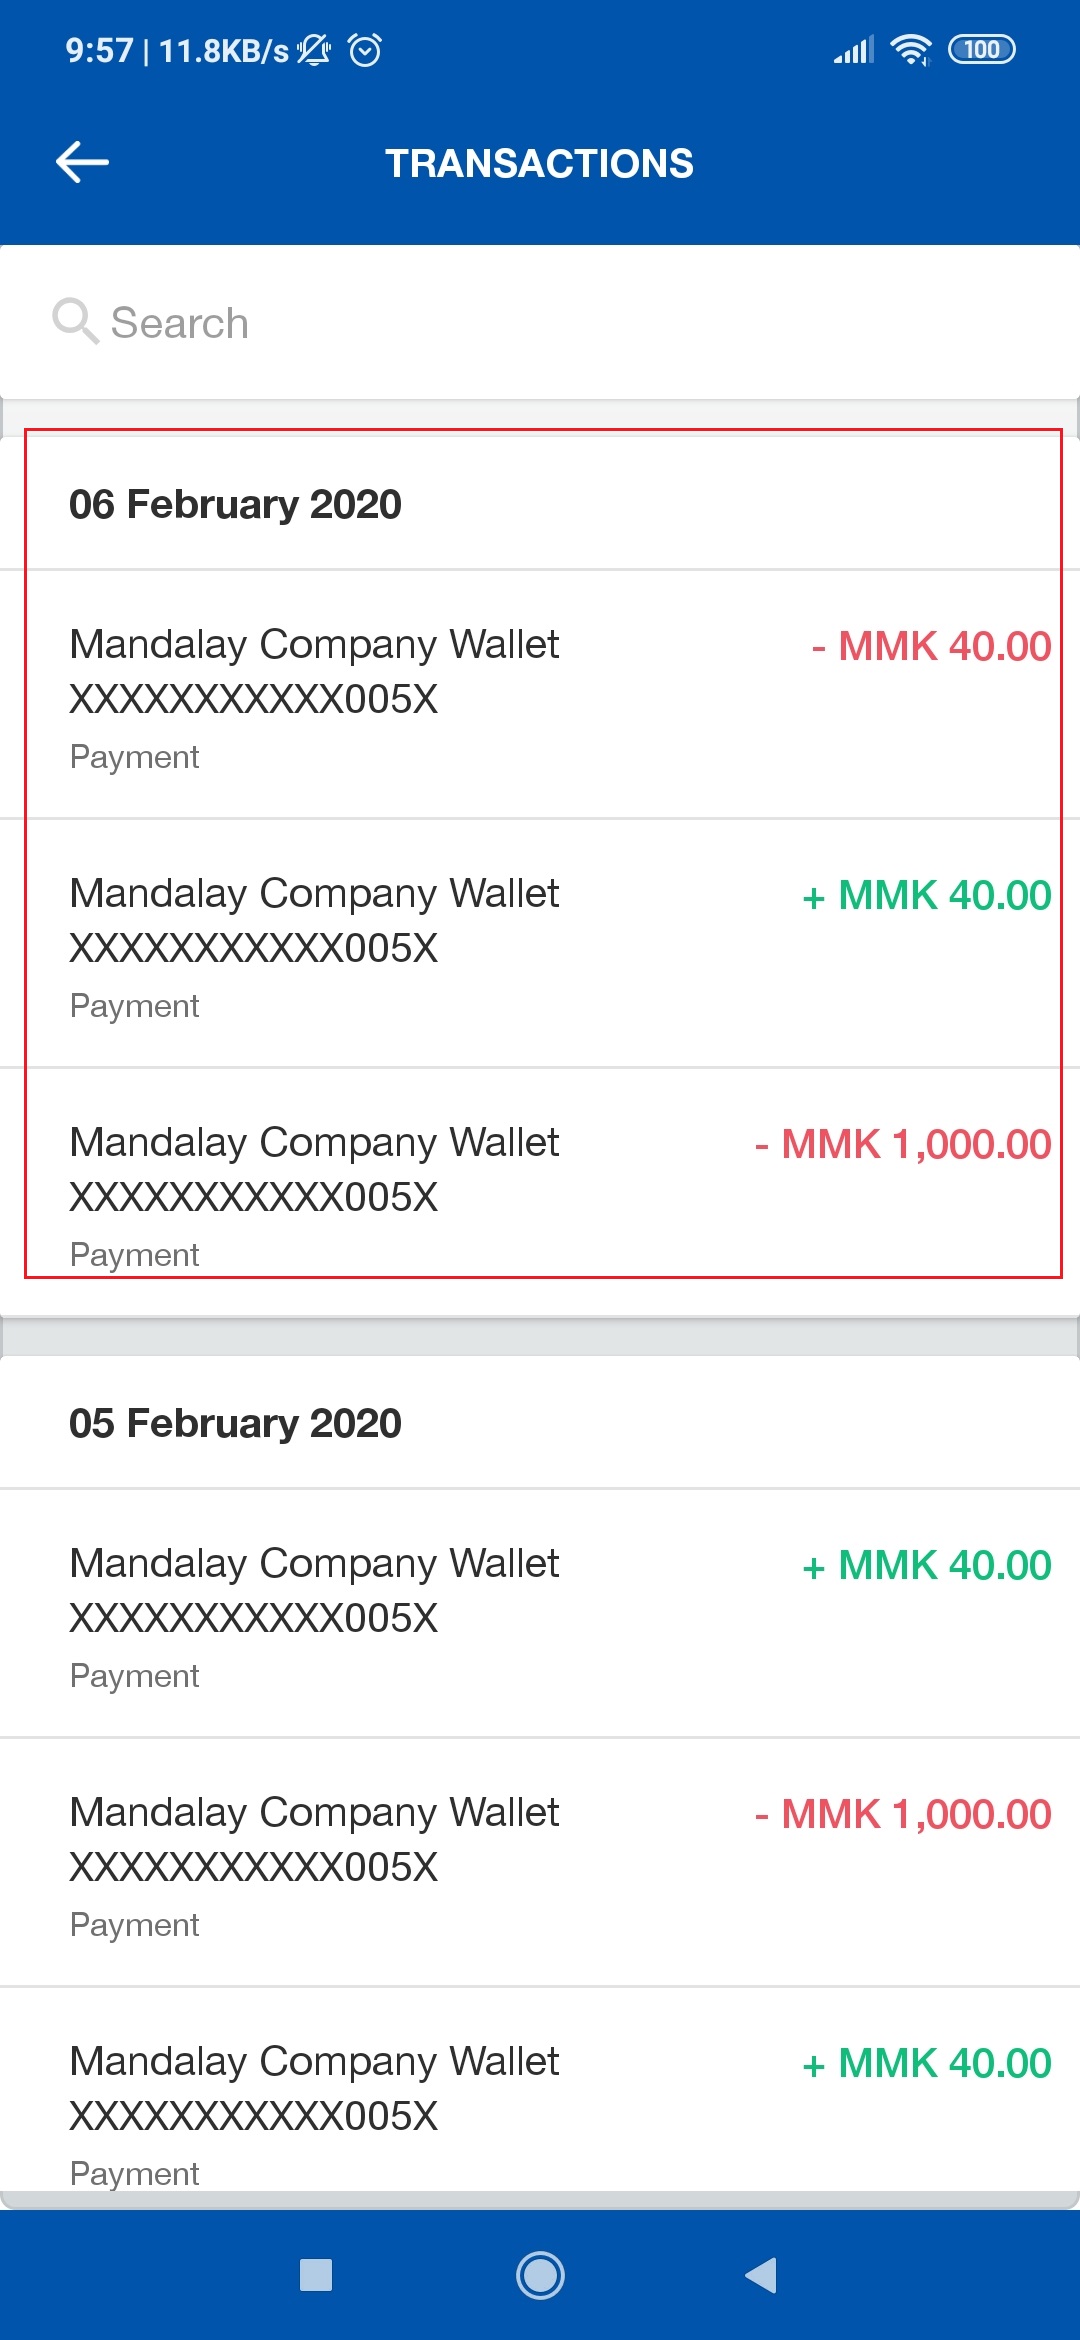 9:57 | 11.8KB/s 100
TRANSACTIONS
Search
06 February 2020
Mandalay Company Wallet - MMK 40.00
XXXXXXXXXXX005X
Payment
Mandalay Company Wallet + MMK 40.00
XXXXXXXXXXX005X
Payment
Mandalay Company Wallet - MMK 1,000.00
XXXXXXXXXXX005X
Payment
05 February 2020
Mandalay Company Wallet + MMK 40.00
XXXXXXXXXXX005X
Payment
Mandalay Company Wallet - MMK 1,000.00
XXXXXXXXXXX005X
Payment
Mandalay Company Wallet + MMK 40.00
XXXXXXXXXXX005X
Payment